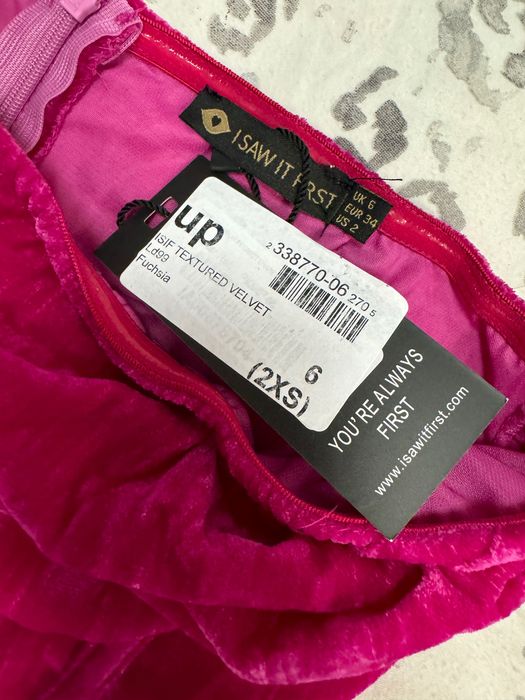 I SAW IT FIRST
UK 6
EUR 34
US 2
up
2 338770-06 270 5
ISIF TEXTURED VELVET
Ld99
Fuchsia
6
(2XS)
YOU'RE ALWAYS
FIRST
www.isawitfirst.com